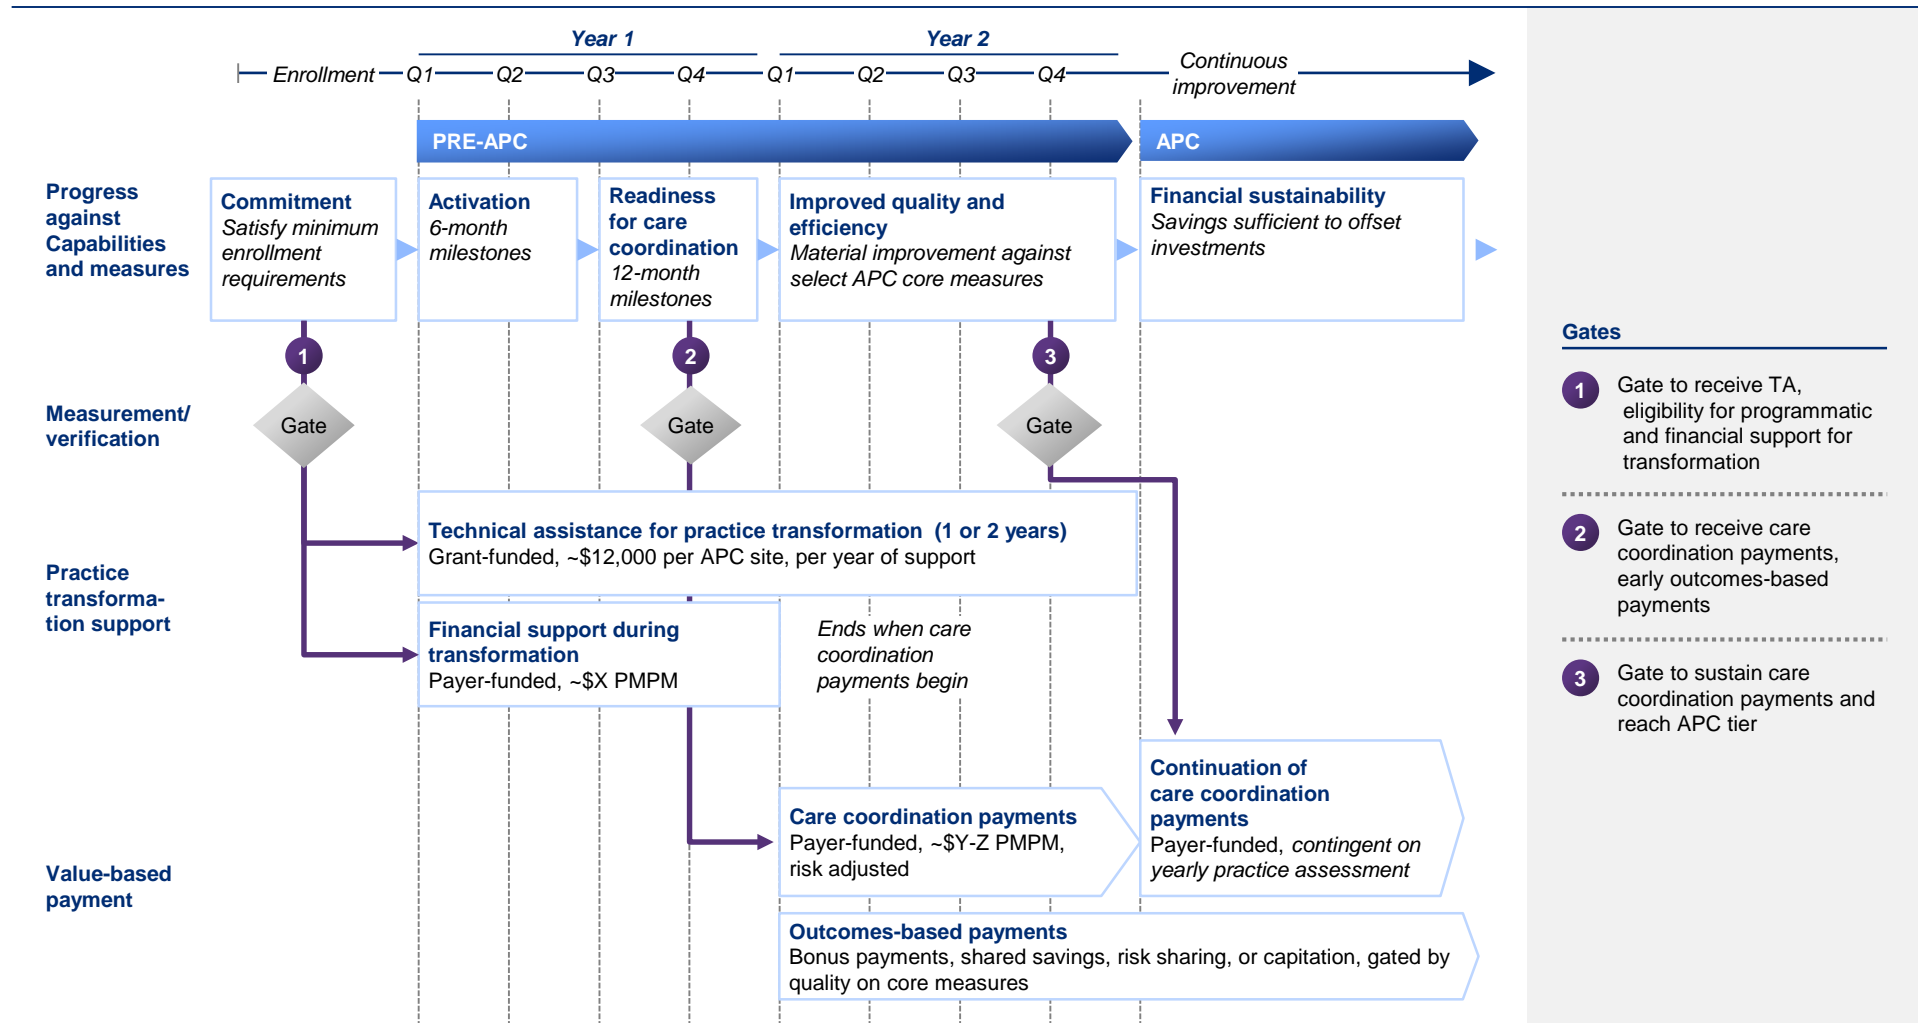 Year 1
Year 2
Enrollment
Q1
Q2
Q3
Q4
Q1
Q2
Q3
Q4
Continuous
improvement
PRE-APC
APC
Progress
against
Capabilities
and measures
Commitment
Satisfy minimum
enrollment
requirements
Activation
6-month
milestones
Readiness
for care
coordination
12-month
milestones
Improved quality and
efficiency
Material improvement against
select APC core measures
Financial sustainability
Savings sufficient to offset
investments
1
2
3
Measurement/
verification
Gate
Gate
Gate
Practice
transforma-
tion support
Technical assistance for practice transformation (1 or 2 years)
Grant-funded, ~$12,000 per APC site, per year of support
Financial support during
transformation
Payer-funded, ~$X PMPM
Ends when care
coordination
payments begin
Value-based
payment
Care coordination payments
Payer-funded, ~$Y-Z PMPM,
risk adjusted
Continuation of
care coordination
payments
Payer-funded, contingent on
yearly practice assessment
Outcomes-based payments
Bonus payments, shared savings, risk sharing, or capitation, gated by
quality on core measures
Gates
1
Gate to receive TA,
eligibility for programmatic
and financial support for
transformation
2
Gate to receive care
coordination payments,
early outcomes-based
payments
3
Gate to sustain care
coordination payments and
reach APC tier